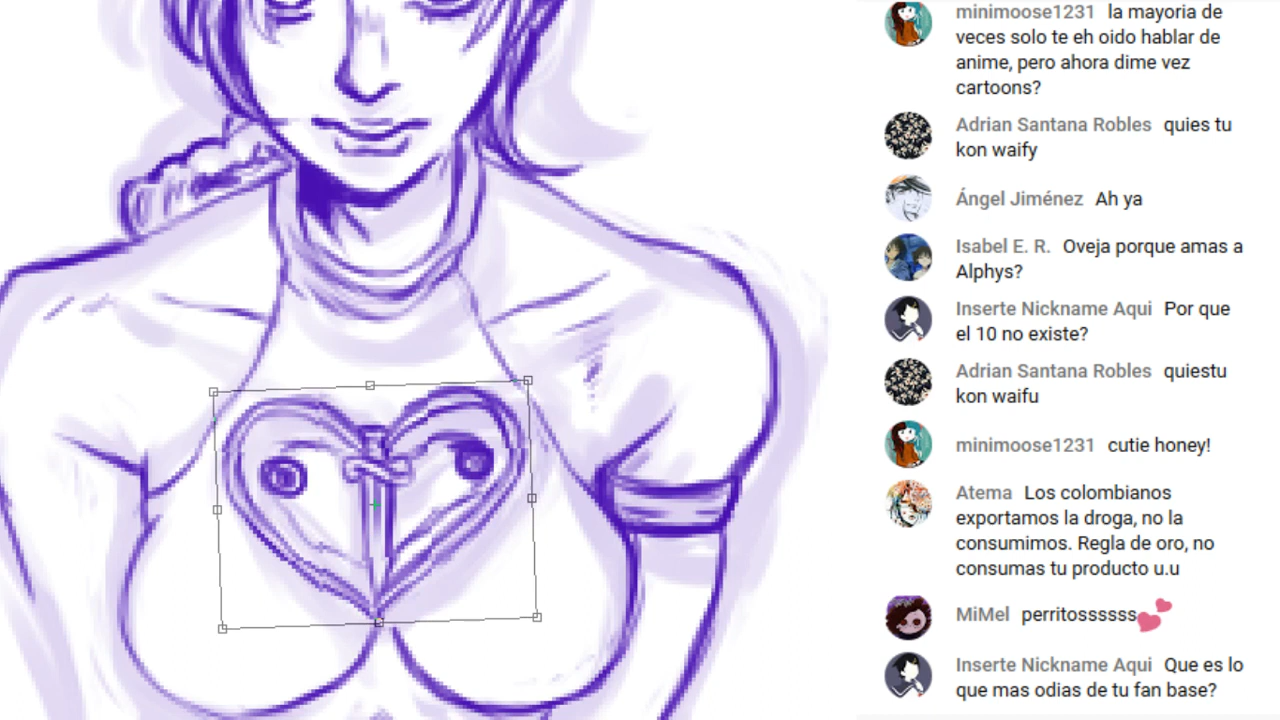 minimoose1231 la mayoria de
veces solo te eh oido hablar de
anime, pero ahora dime vez
cartoons?
Adrian Santana Robles quies tu
kon waify
Ángel Jiménez Ah ya
Isabel E. R. Oveja porque amas a
Alphys?
Inserte Nickname Aqui Por que
el 10 no existe?
Adrian Santana Robles quiestu
kon waifu
minimoose1231 cutie honey!
Atema Los colombianos
exportamos la droga, no la
consumimos. Regla de oro, no
consumas tu producto u.u
MiMel perritossssss
Inserte Nickname Aqui Que es lo
que mas odias de tu fan base?